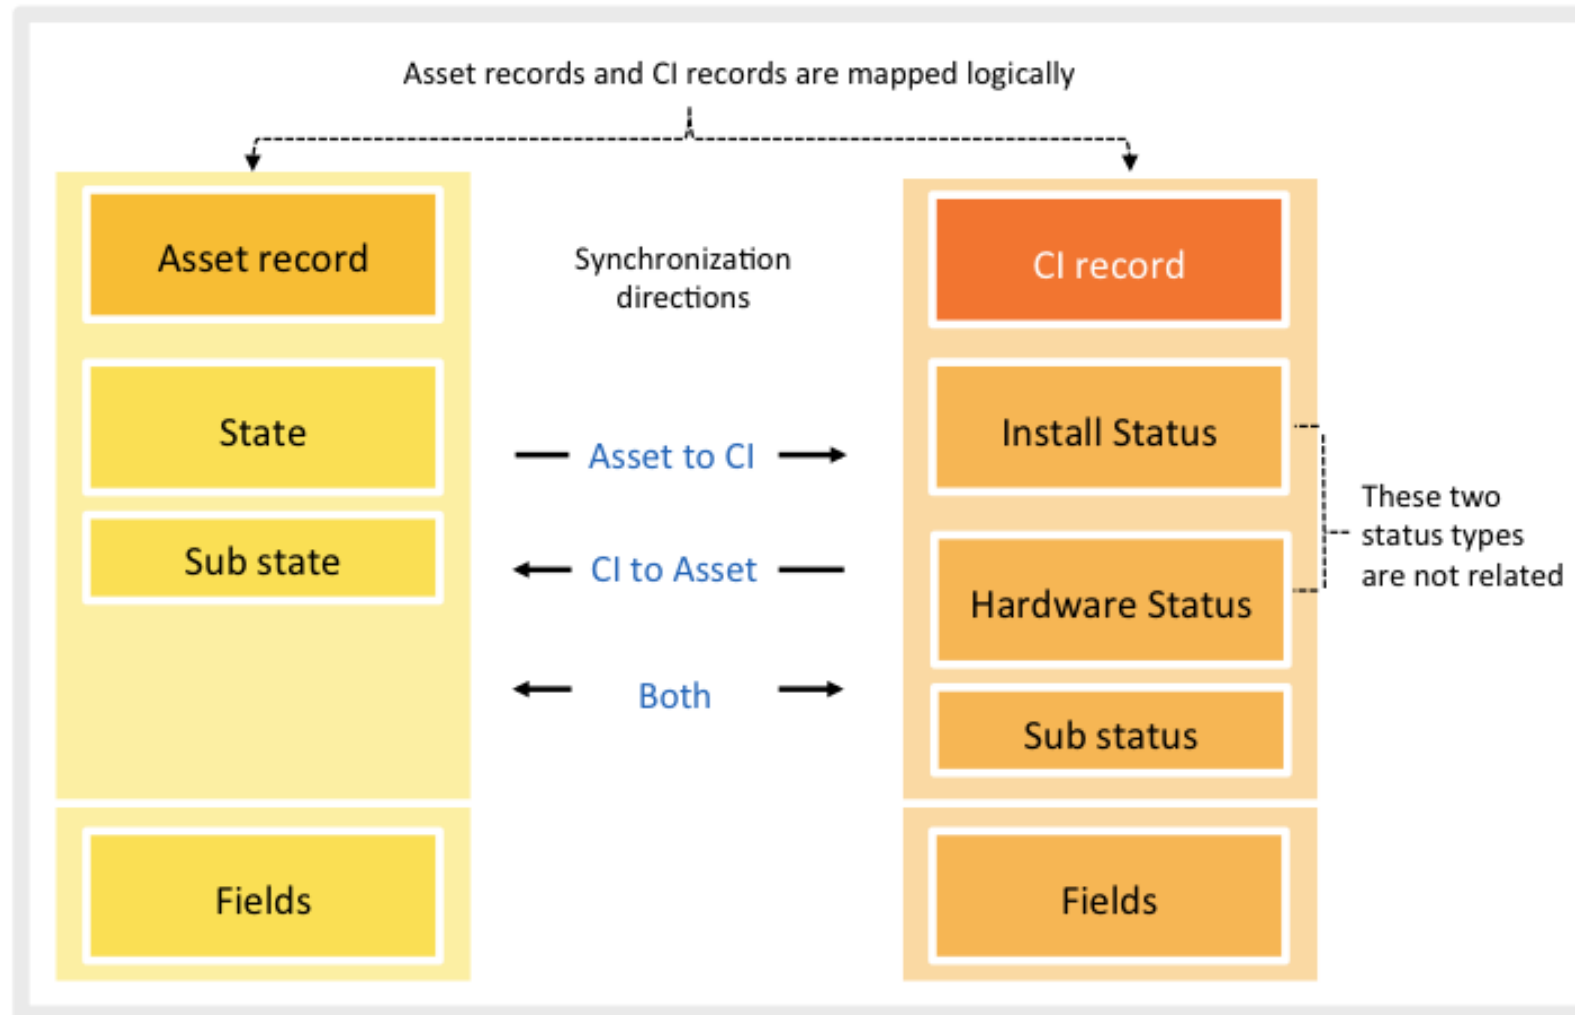 Asset records and CI records are mapped logically
Asset record
Synchronization
directions
CI record
State
Asset to CI
Install Status
Sub state
CI to Asset
Hardware Status
These two
status types
are not related
Both
Sub status
Fields
Fields